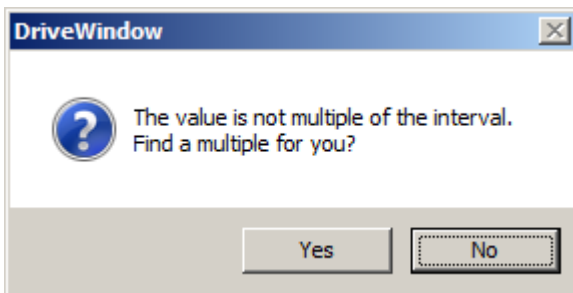 DriveWindow
The value is not multiple of the interval.
Find a multiple for you?
Yes
No